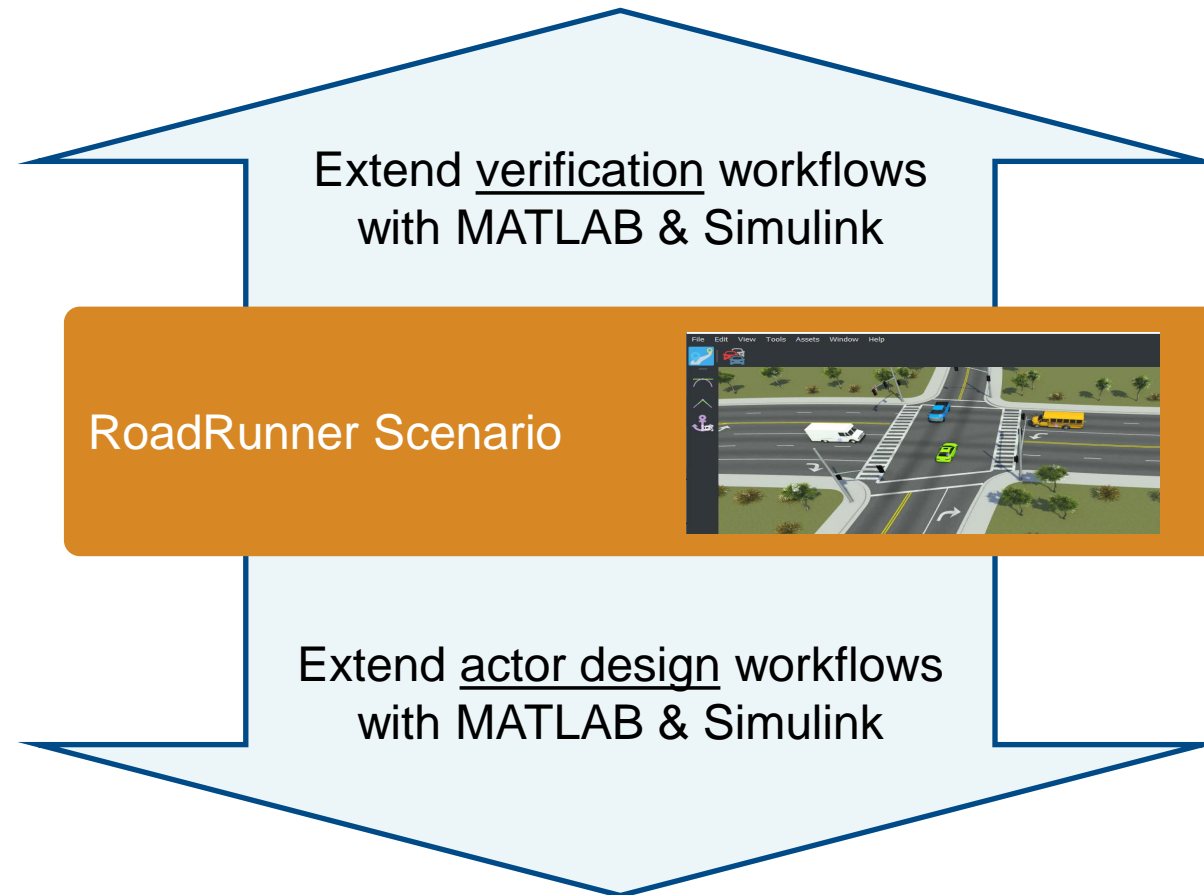 Extend verification workflows
with MATLAB & Simulink
File Edit View Tools Assets Window Help
RoadRunner Scenario
Extend actor design workflows
with MATLAB & Simulink